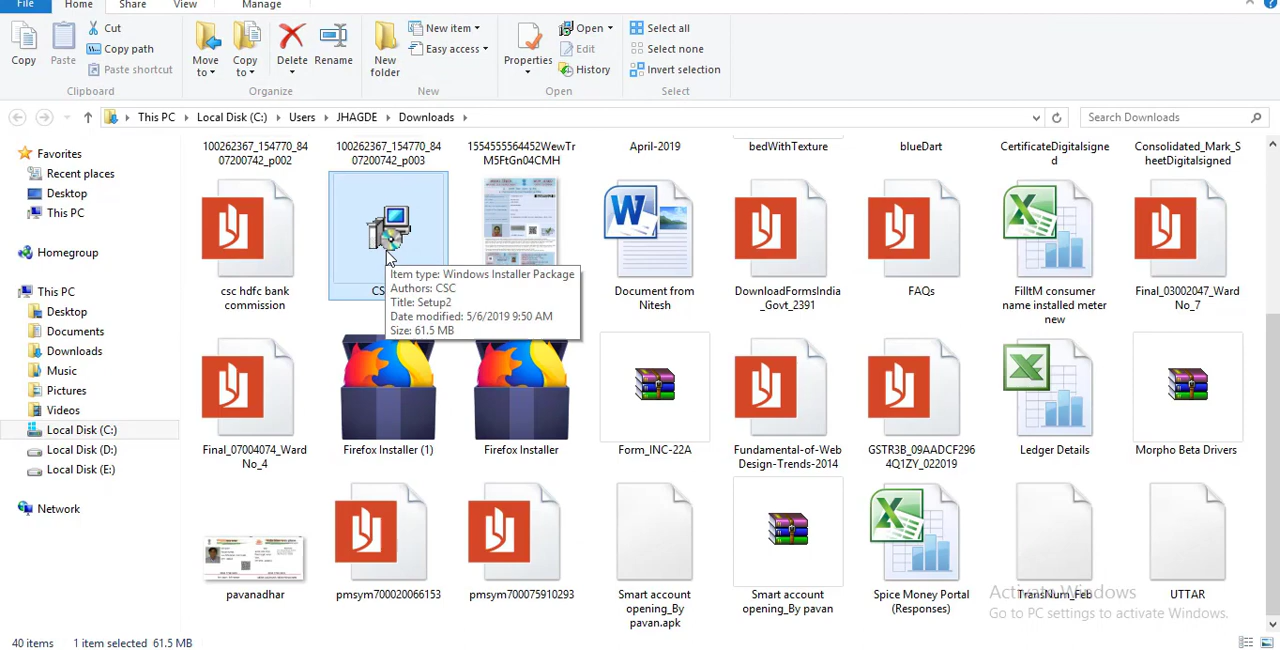 File
Home
Share
View
Manage
Copy
Paste
Cut
Copy path
Paste shortcut
Clipboard
Move
to
Copy
to
Delete
Rename
Organize
New
folder
New item
Easy access
New
Properties
Open
Edit
History
Open
Select all
Select none
Invert selection
Select
This PC
Local Disk (C:)
Users
JHAGDE
Downloads
Search Downloads
Favorites
Recent places
Desktop
This PC
Homegroup
This PC
Desktop
Documents
Downloads
Music
Pictures
Videos
Local Disk (C:)
Local Disk (D:)
Local Disk (E:)
Network
100262367_154770_84
07200742_p002
100262367_154770_84
07200742_p003
1554555564452WewTr
M5FtGn04CMH
April-2019
bedWithTexture
blueDart
CertificateDigitalsigne
d
Consolidated_Mark_S
heetDigitalsigned
csc hdfc bank
commission
CS
Item type: Windows Installer Package
Authors: CSC
Title: Setup2
Date modified: 5/6/2019 9:50 AM
Size: 61.5 MB
Document from
Nitesh
DownloadFormsIndia
_Govt_2391
FAQs
FilltM consumer
name installed meter
new
Final_03002047_Ward
No_7
Final_07004074_Ward
No_4
Firefox Installer (1)
Firefox Installer
Form_INC-22A
Fundamental-of-Web
Design-Trends-2014
GSTR3B_09AADCF296
4Q1ZY_022019
Ledger Details
Morpho Beta Drivers
pavanadhar
pmsym700020066153
pmsym700075910293
Smart account
opening_By
pavan.apk
Smart account
opening_By pavan
Spice Money Portal
(Responses)
TransNum_Feb
UTTAR
Activate Windows
Go to PC settings to activate Windows.
40 items
1 item selected 61.5 MB